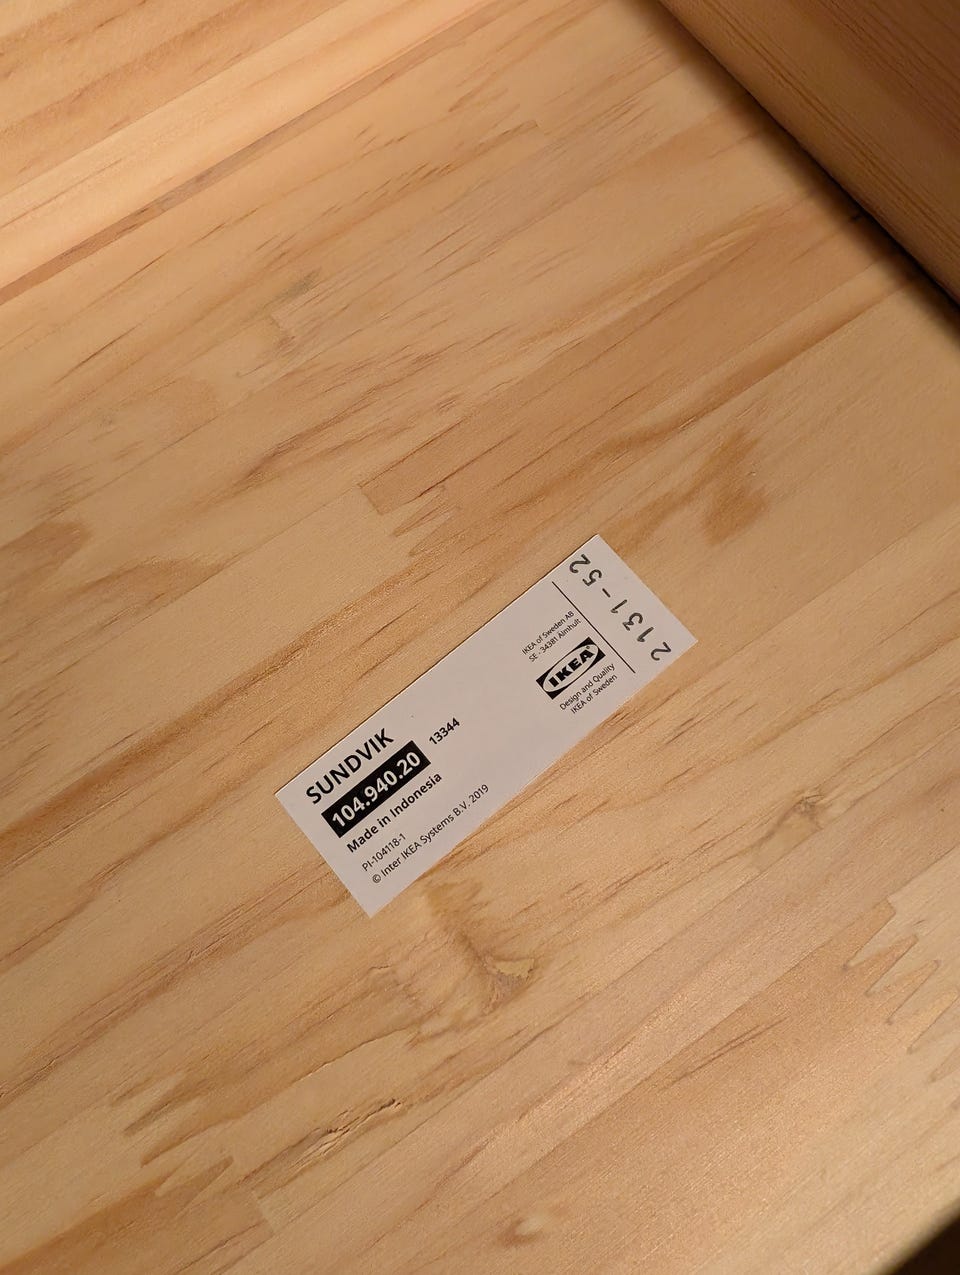 SUNDVIK
104.940.20 13344
Made in Indonesia
PI-104118-1
© Inter IKEA Systems B.V. 2019
IKEA of Sweden AB
SE - 34381 Älmhult
IKEA®
Design and Quality
IKEA of Sweden
2131-52